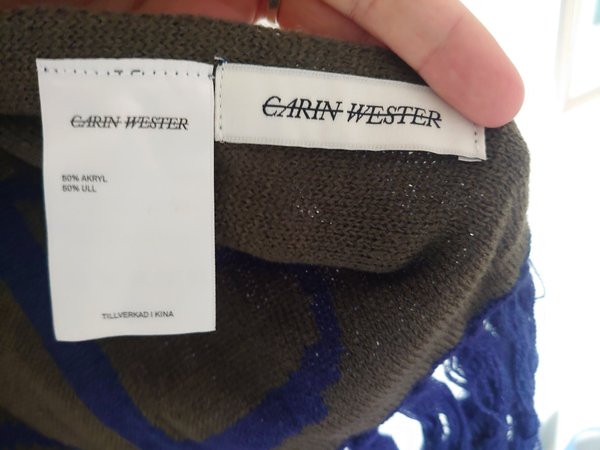 CARIN WESTER
50% AKRYL
50% ULL
TILLVERKAD I KINA
CARIN WESTER